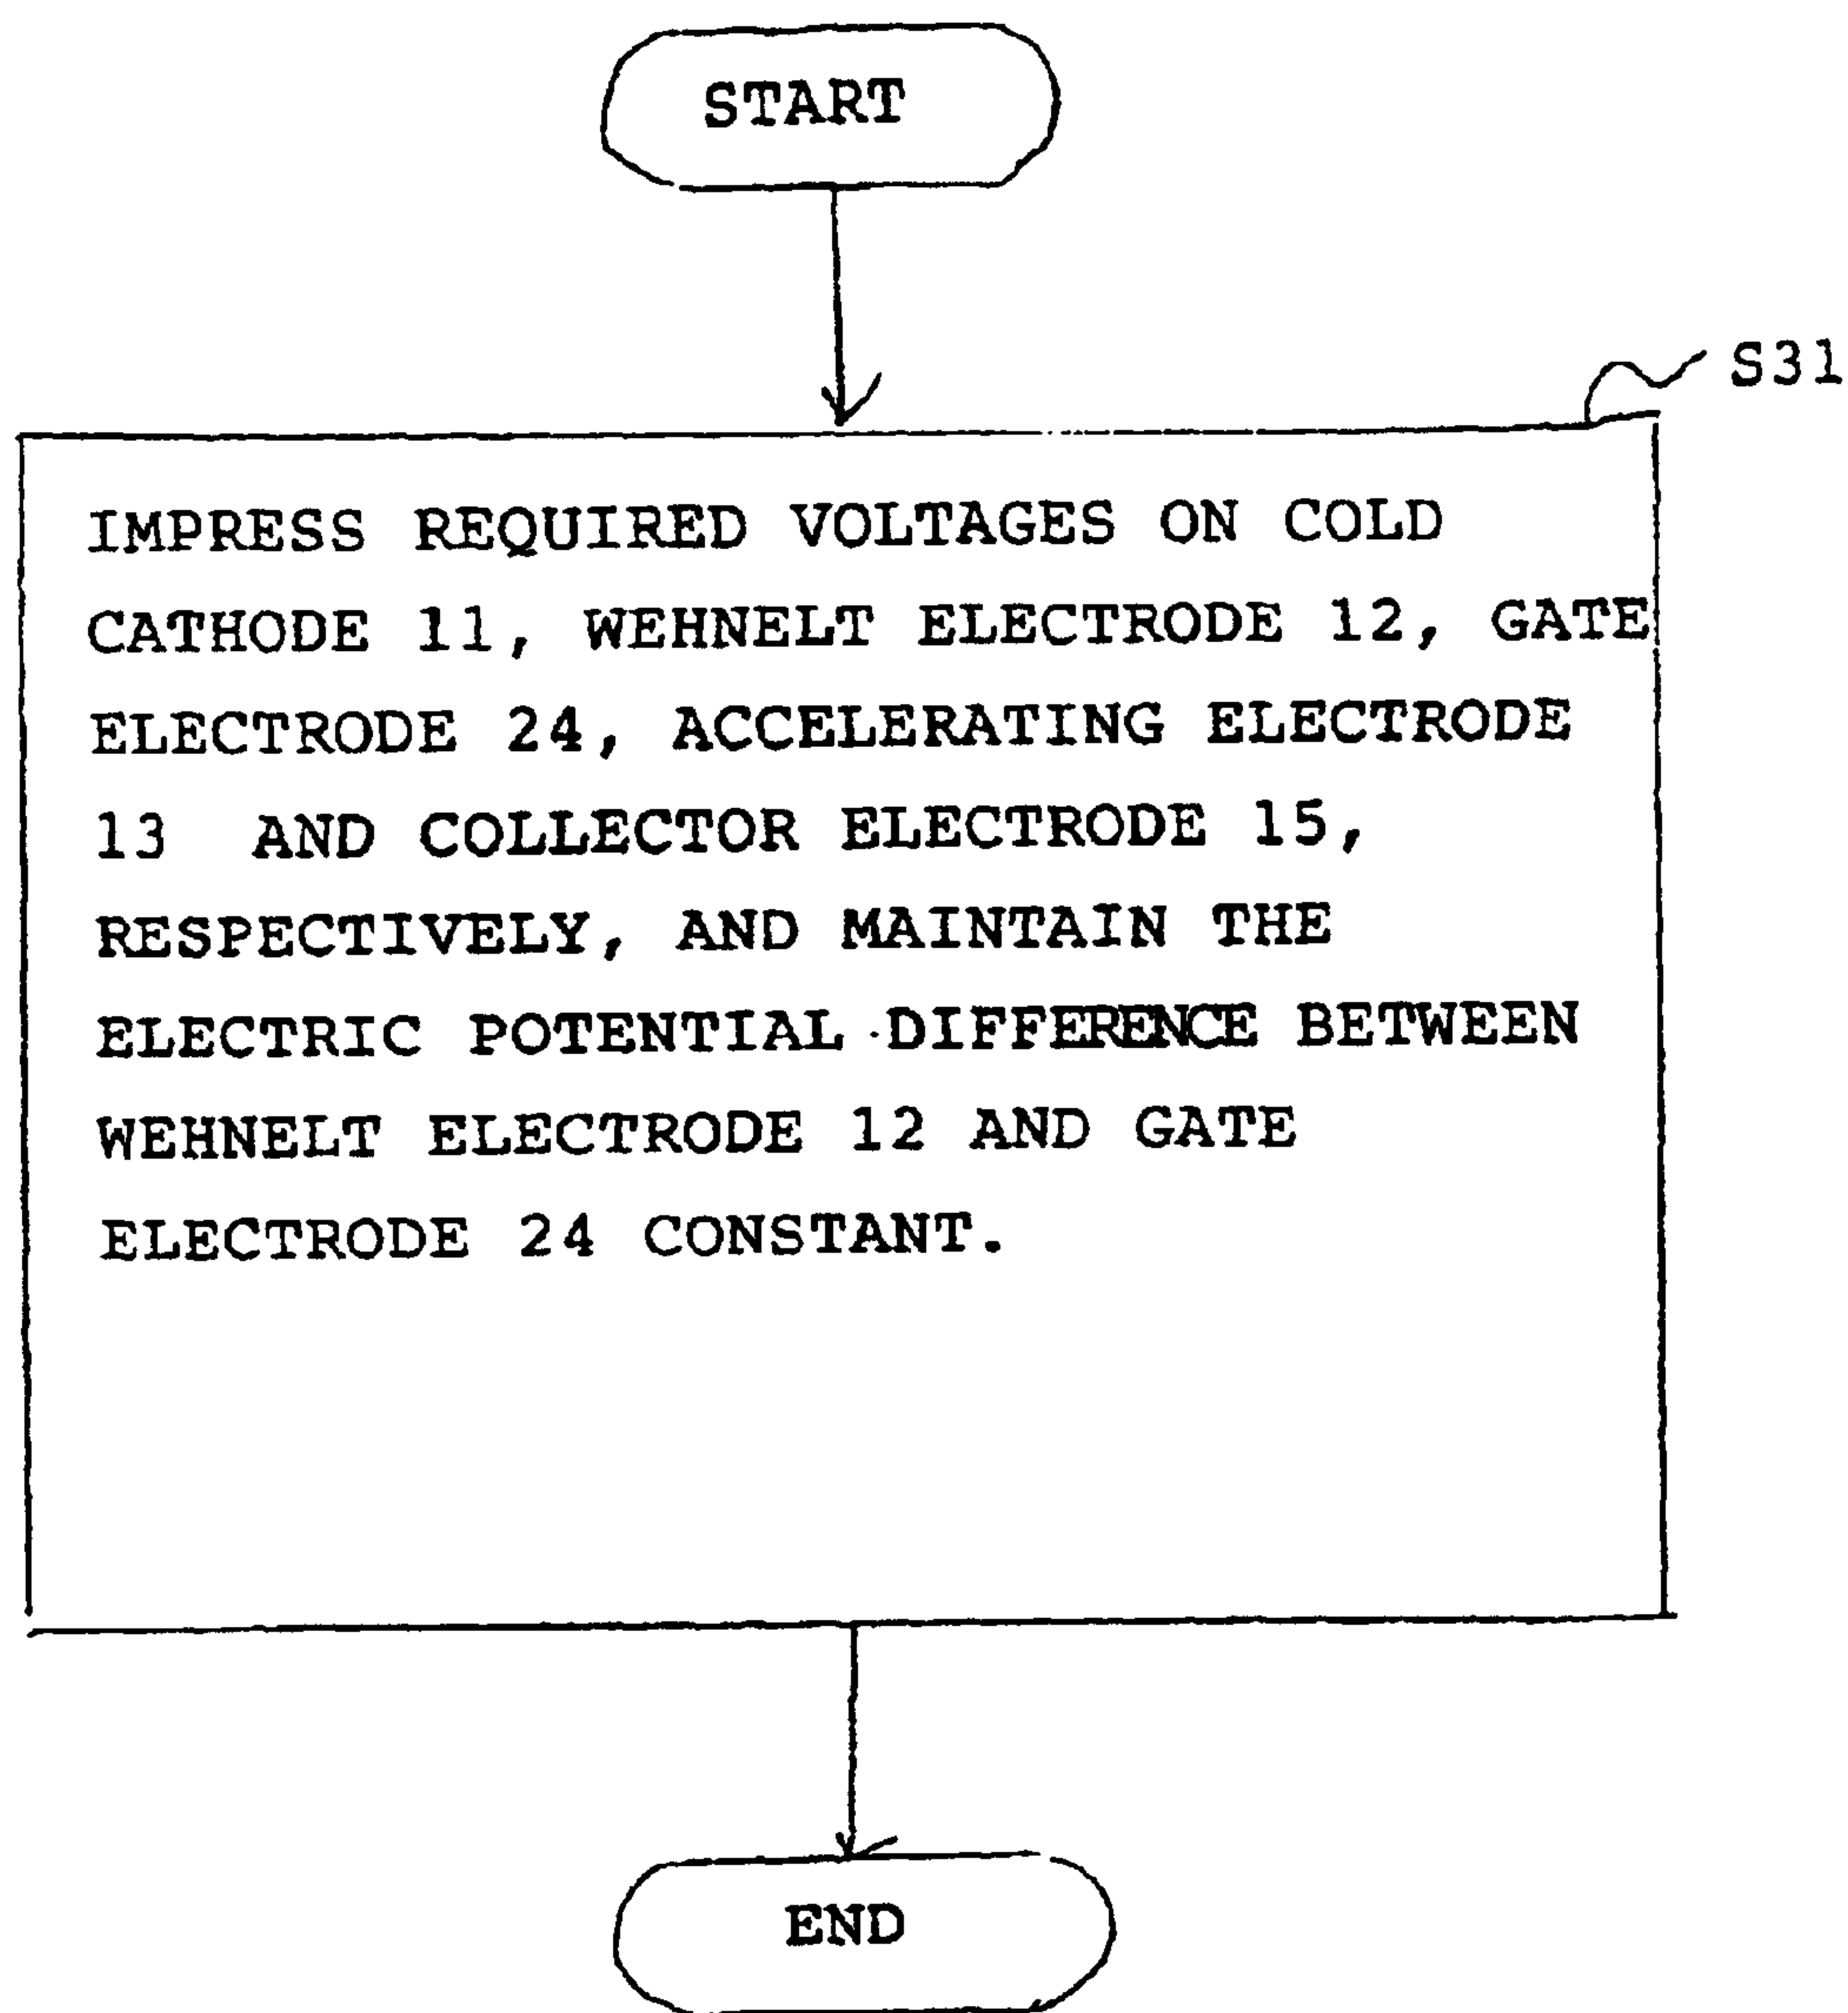 START
S31
IMPRESS REQUIRED VOLTAGES ON COLD
CATHODE 11, WEHNELT ELECTRODE 12, GATE
ELECTRODE 24, ACCELERATING ELECTRODE
13 AND COLLECTOR ELECTRODE 15,
RESPECTIVELY, AND MAINTAIN THE
ELECTRIC POTENTIAL DIFFERENCE BETWEEN
WEHNELT ELECTRODE 12 AND GATE
ELECTRODE 24 CONSTANT.
END